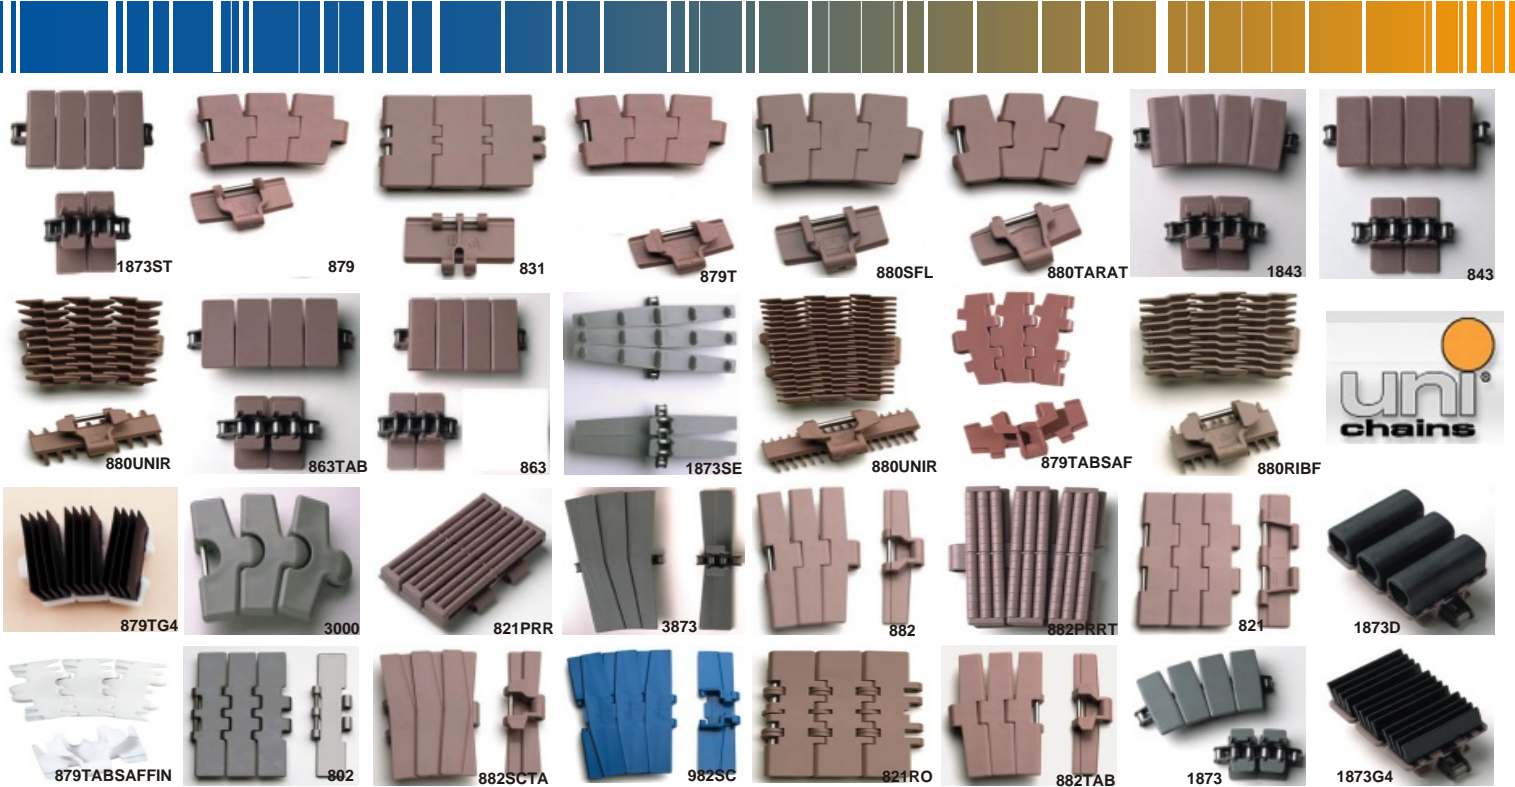 1873ST
879
831
879T
880SFL
880TARAT
1843
843
880UNIR
863TAB
863
1873SE
880UNIR
879TABSAF
880RIBF
uni®
chains
879TG4
3000
821PRR
3873
882
882PRRT
821
1873D
879TABSAFFIN
802
882SCTA
982SC
821RO
882TAB
1873
1873G4